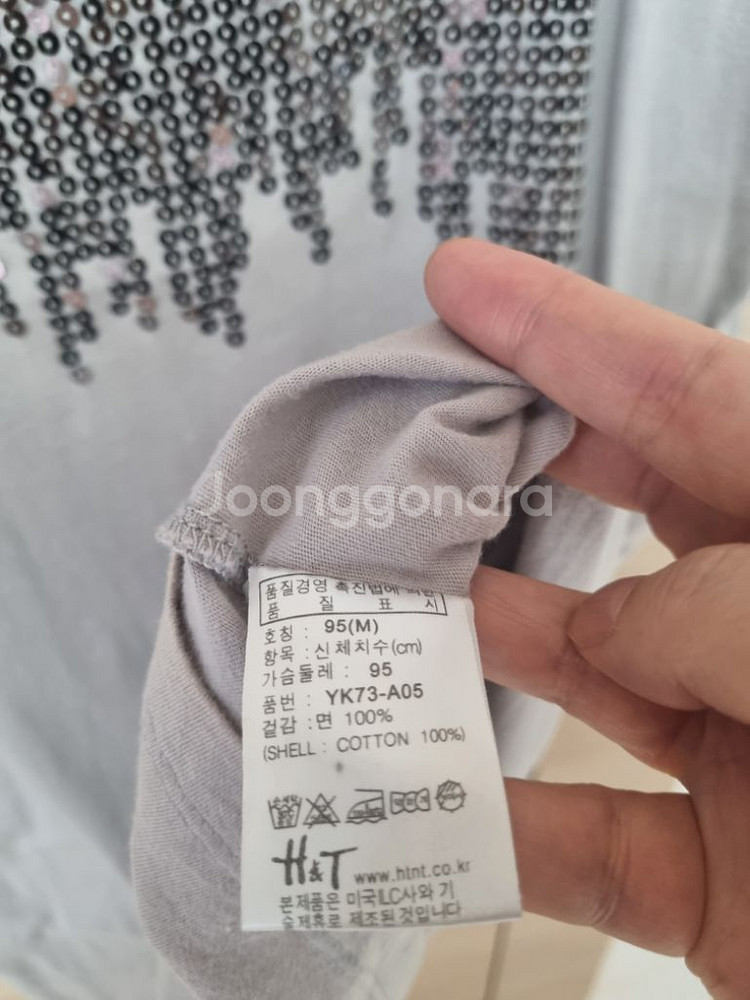 Joonggonara
품질경영 촉진법에 의한
품 질 표 시
호칭 : 95(M)
항목 : 신체치수(cm)
가슴둘레 : 95
품번 : YK73-A05
겉감 : 면 100%
(SHELL : COTTON 100%)
H&T www.htnt.co.kr
본제품은 미국ILC사와 기
술제휴로 제조된 것입니다